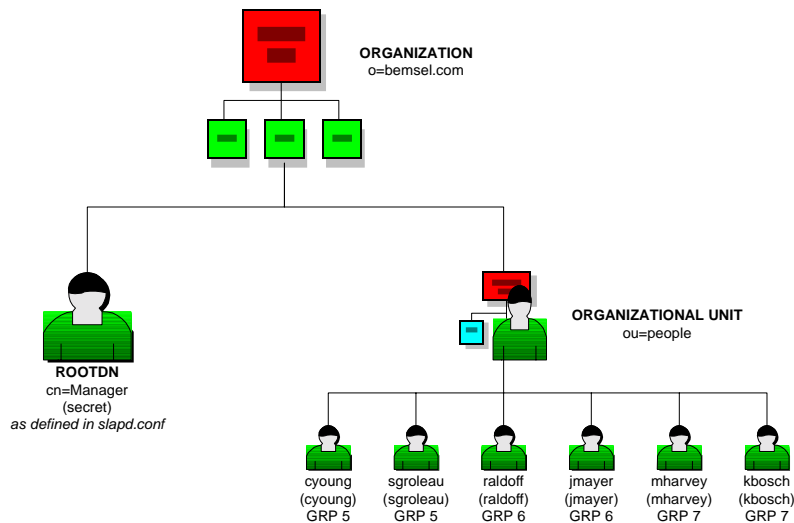 ORGANIZATION
o=bemsel.com
ORGANIZATIONAL UNIT
ou=people
ROOTDN
cn=Manager
(secret)
as defined in slapd.conf
cyoung
(cyoung)
GRP 5
sgroleau
(sgroleau)
GRP 5
raldoff
(raldoff)
GRP 6
jmayer
(jmayer)
GRP 6
mharvey
(mharvey)
GRP 7
kbosch
(kbosch)
GRP 7